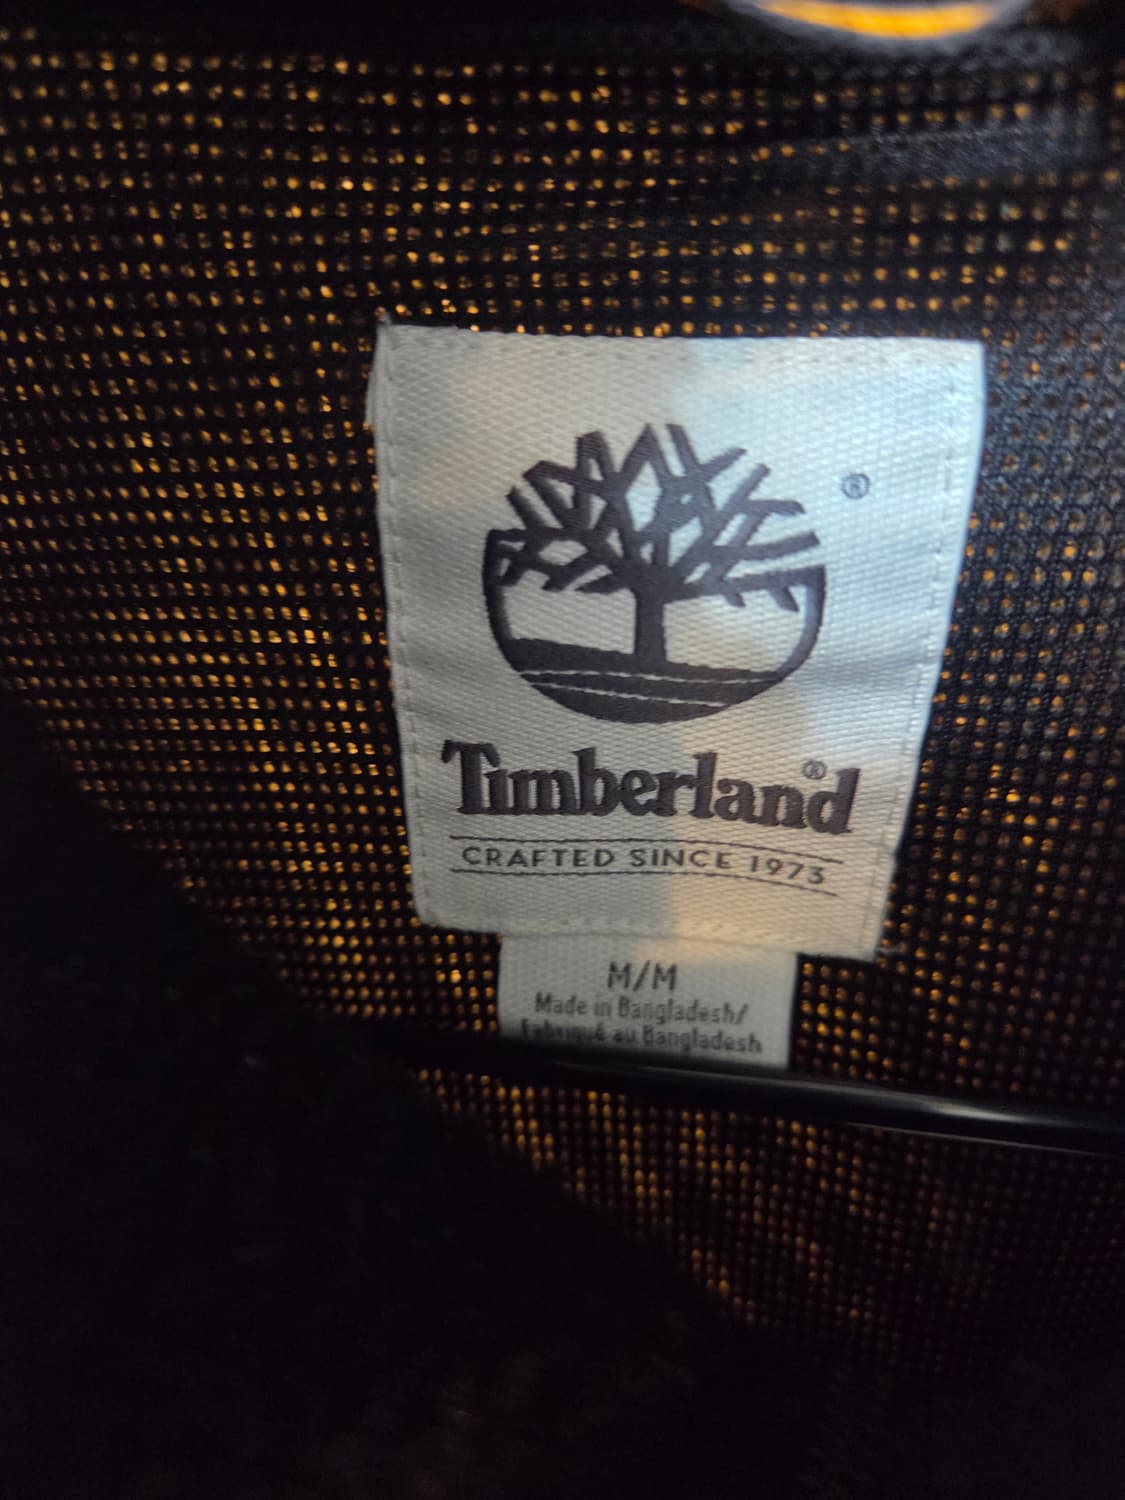 ®
Timberland®
CRAFTED SINCE 1973
M/M
Made in Bangladesh/
Fabriqué au Bangladesh